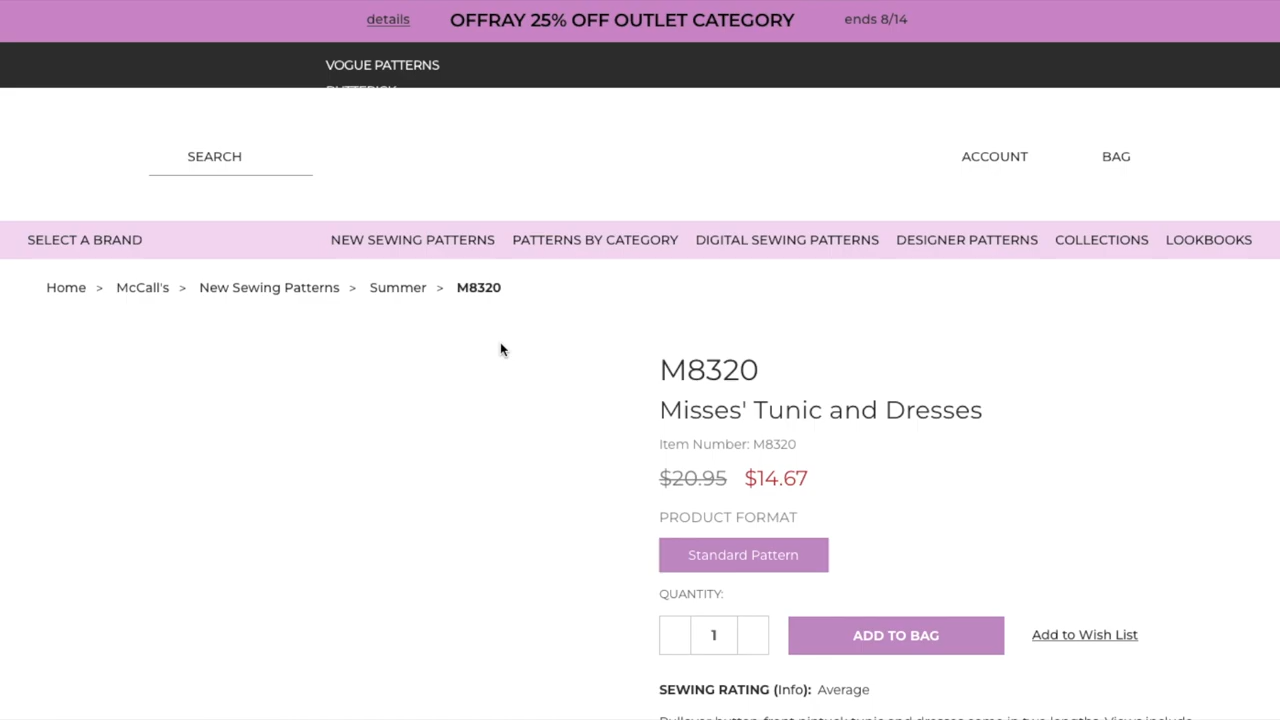 details OFFRAY 25% OFF OUTLET CATEGORY ends 8/14
VOGUE PATTERNS
SEARCH ACCOUNT BAG
SELECT A BRAND NEW SEWING PATTERNS PATTERNS BY CATEGORY DIGITAL SEWING PATTERNS DESIGNER PATTERNS COLLECTIONS LOOKBOOKS
Home > McCall's > New Sewing Patterns > Summer > M8320
M8320
Misses' Tunic and Dresses
Item Number: M8320
$20.95 $14.67
PRODUCT FORMAT
Standard Pattern
QUANTITY:
1 ADD TO BAG Add to Wish List
SEWING RATING (Info): Average